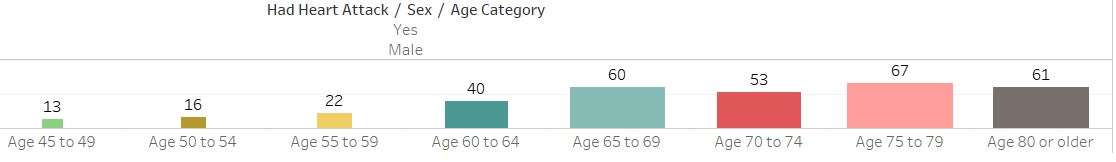 Had Heart Attack / Sex / Age Category
Yes
Male
13 16 22 40 60 53 67 61
Age 45 to 49 Age 50 to 54 Age 55 to 59 Age 60 to 64 Age 65 to 69 Age 70 to 74 Age 75 to 79 Age 80 or older